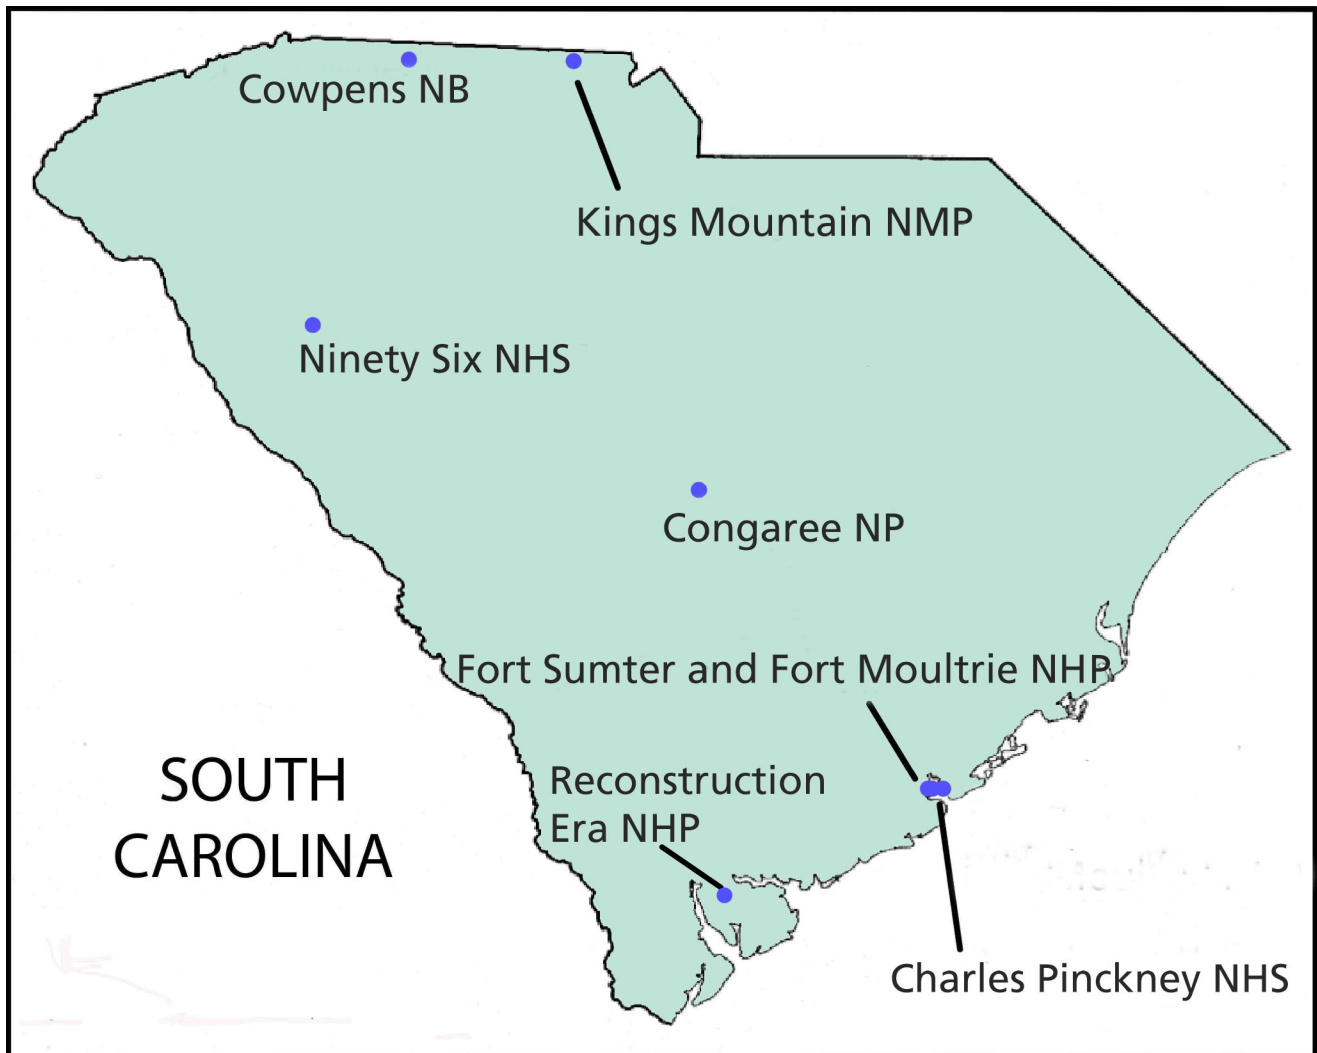 Cowpens NB
Kings Mountain NMP
Ninety Six NHS
Congaree NP
Fort Sumter and Fort Moultrie NHP
Reconstruction
Era NHP
SOUTH
CAROLINA
Charles Pinckney NHS